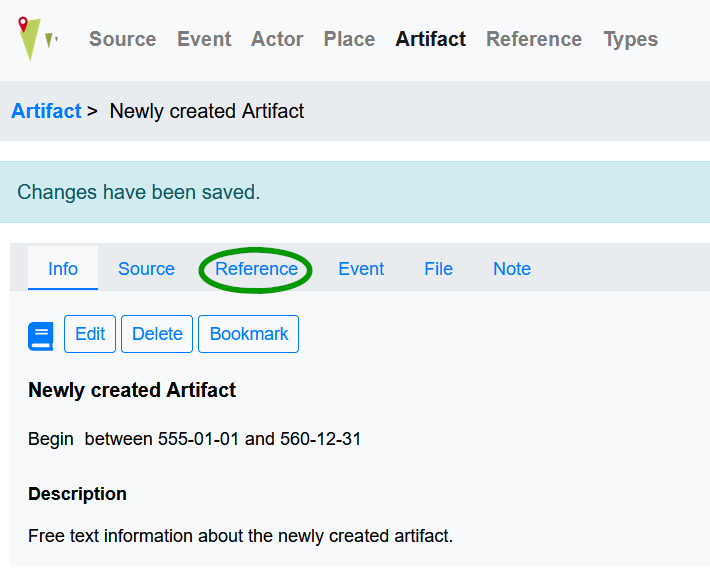 Source Event Actor Place Artifact Reference Types
Artifact > Newly created Artifact
Changes have been saved.
Info Source Reference Event File Note
Edit Delete Bookmark
Newly created Artifact
Begin between 555-01-01 and 560-12-31
Description
Free text information about the newly created artifact.